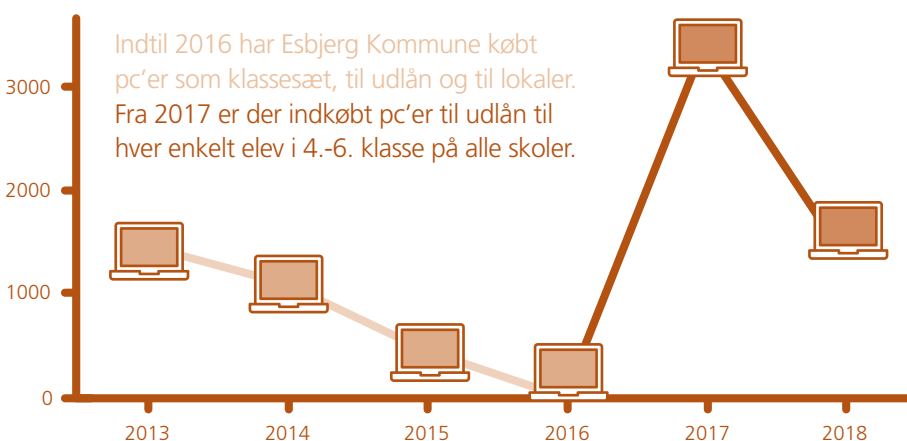 Indtil 2016 har Esbjerg Kommune købt
pc'er som klassesæt, til udlån og til lokaler.
Fra 2017 er der indkøbt pc'er til udlån til
hver enkelt elev i 4.-6. klasse på alle skoler.
3000
2000
1000
0
2013 2014 2015 2016 2017 2018